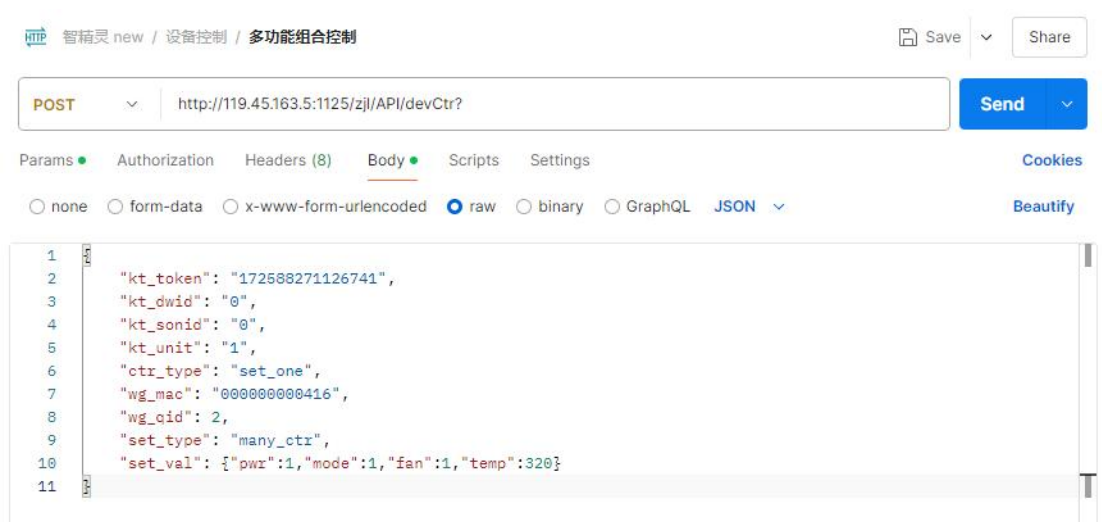 HTTP 智精灵 new / 设备控制 / 多功能组合控制 Save Share
POST http://119.45.163.5:1125/zjl/API/devCtr? Send
Params Authorization Headers (8) Body Scripts Settings Cookies
none form-data x-www-form-urlencoded raw binary GraphQL JSON Beautify
1 {
2 "kt_token": "172588271126741",
3 "kt_dwid": "0",
4 "kt_sonid": "0",
5 "kt_unit": "1",
6 "ctr_type": "set_one",
7 "wg_mac": "000000000416",
8 "wg_qid": 2,
9 "set_type": "many_ctr",
10 "set_val": {"pwr":1,"mode":1,"fan":1,"temp":320}
11 }